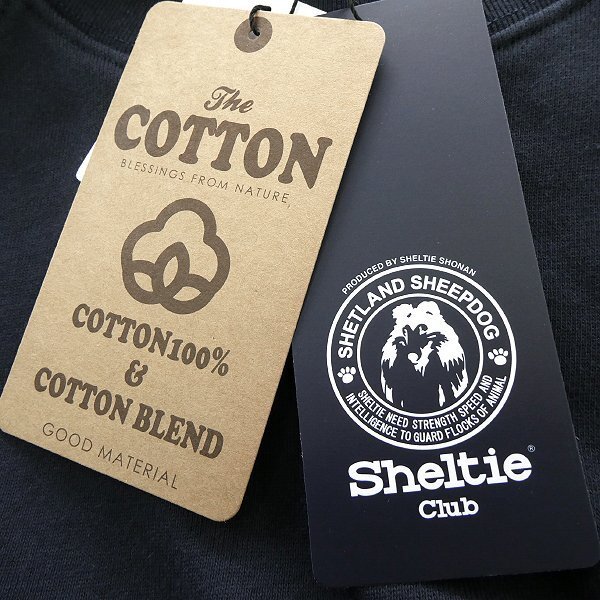 The
COTTON
BLESSINGS FROM NATURE
COTTON100%
&
COTTON BLEND
GOOD MATERIAL
PRODUCED BY SHELTIE SHONAN
SHETLAND SHEEPDOG
SHELTIE NEED STRENGTH SPEED AND
INTELLIGENCE TO GUARD FLOCKS OF ANIMAL
Sheltie®
Club